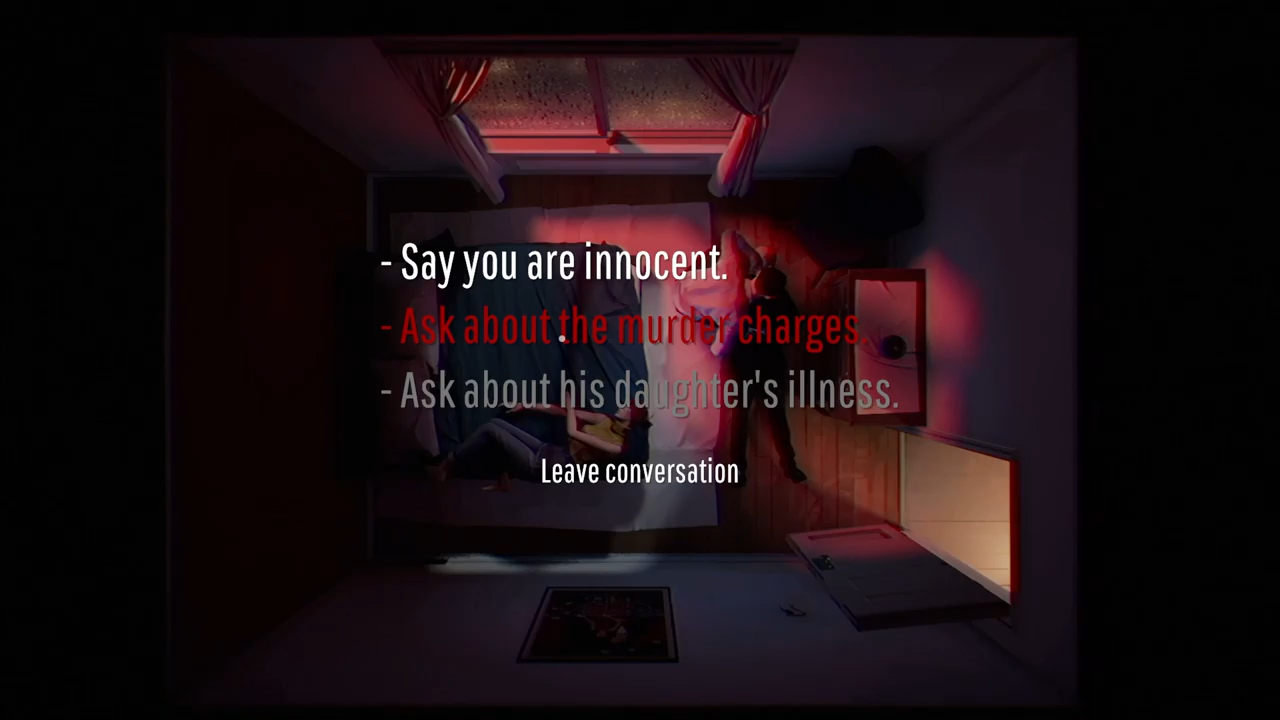 - Say you are innocent.
- Ask about the murder charges.
- Ask about his daughter's illness.
Leave conversation